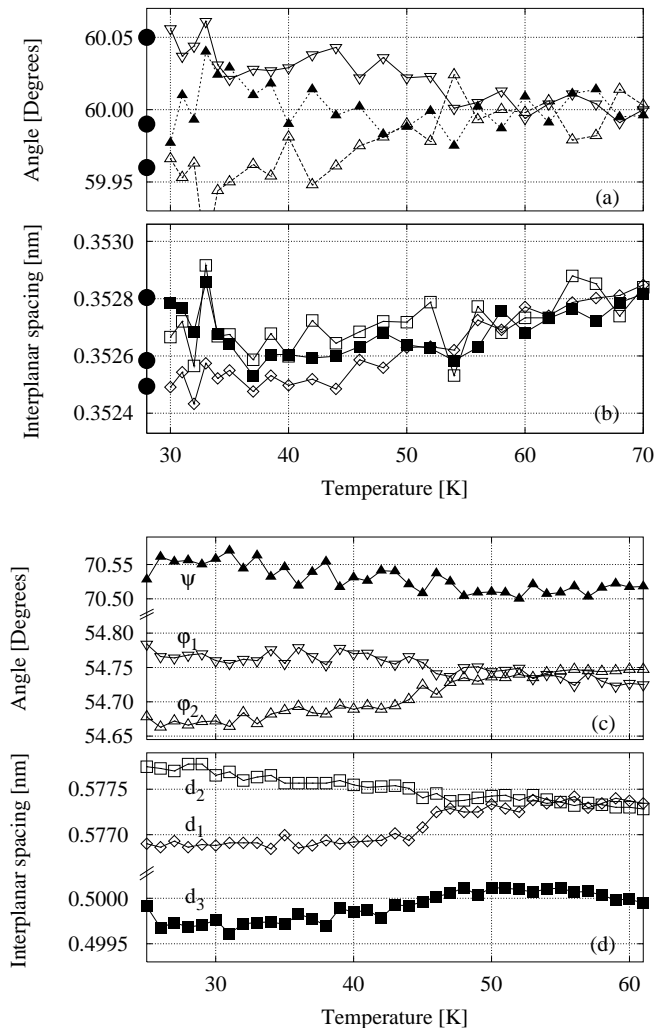 60.05
60.00
59.95
Angle [Degrees]
(a)
0.3530
0.3528
0.3526
0.3524
Interplanar spacing [nm]
(b)
30 40 50 60 70
Temperature [K]
70.55
70.50
54.80
54.75
54.70
54.65
Angle [Degrees]
ψ
φ1
φ2
(c)
0.5775
0.5770
0.5000
0.4995
Interplanar spacing [nm]
d2
d1
d3
(d)
30 40 50 60
Temperature [K]